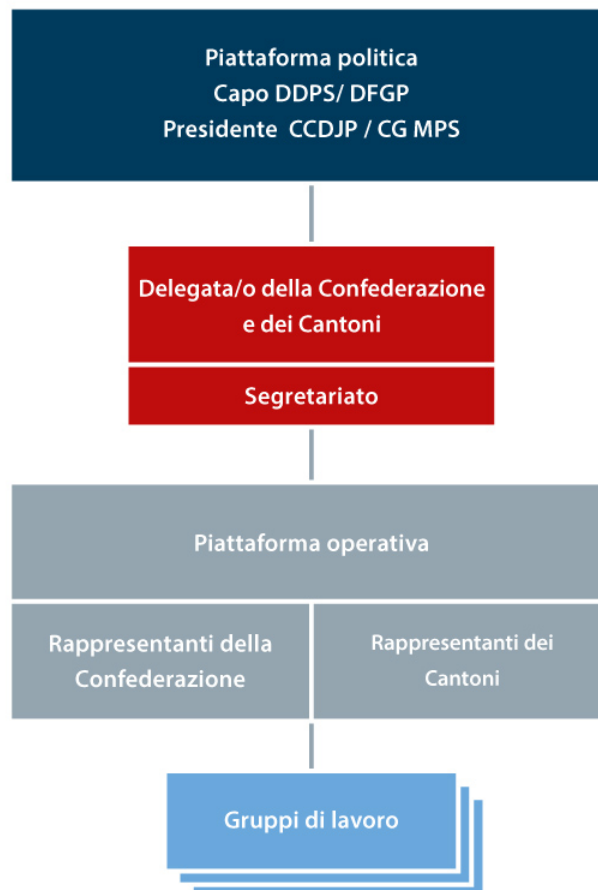 Piattaforma politica
Capo DDPS/ DFGP
Presidente CCDJP / CG MPS
Delegata/o della Confederazione
e dei Cantoni
Segretariato
Piattaforma operativa
Rappresentanti della
Confederazione
Rappresentanti dei
Cantoni
Gruppi di lavoro